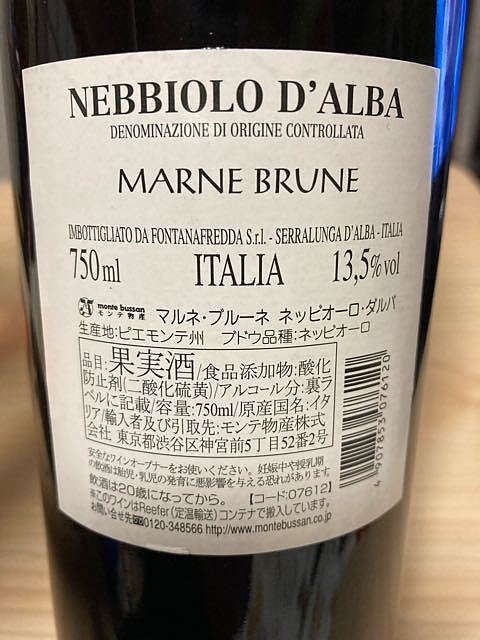 NEBBIOLO D'ALBA
DENOMINAZIONE DI ORIGINE CONTROLLATA
MARNE BRUNE
IMBOTTIGLIATO DA FONTANAFREDDA S.r.l. - SERRALUNGA D'ALBA - ITALIA
750ml ITALIA 13,5% vol
monte bussan
モンテ物産
マルネ・ブルーネ ネッビオーロ・ダルバ
生産地:ピエモンテ州 ブドウ品種:ネッビオーロ
品目:果実酒/食品添加物:酸化
防止剤(二酸化硫黄)/アルコール分:裏ラ
ベルに記載/容量:750ml/原産国名:イタ
リア/輸入者及び引取先:モンテ物産株式
会社 東京都渋谷区神宮前5丁目52番2号
安全なワインオープナーをお使いください。妊娠中や授乳期
の飲酒は胎児・乳児の発育に悪影響を与える恐れがあります
飲酒は20歳になってから。 【コード:07612】
※このワインはReefer(定温輸送)コンテナで搬入しています。
お問い合せ先 0120-348566 http://www.montebussan.co.jp
4 907853 076120